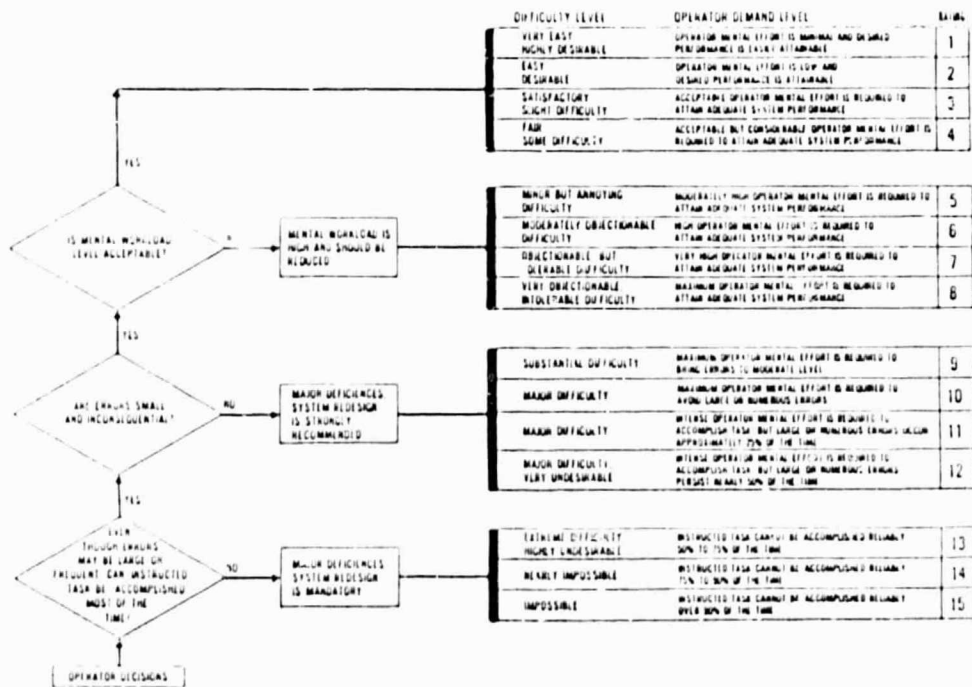 DIFFICULTY LEVEL OPERATOR DEMAND LEVEL RATING
VERY EASY OPERATOR MENTAL EFFORT IS MINIMAL AND DESIRED 1
HIGHLY DESIRABLE PERFORMANCE IS EASILY ATTAINABLE
EASY OPERATOR MENTAL EFFORT IS LOW AND 2
DESIRABLE DESIRED PERFORMANCE IS ATTAINABLE
SATISFACTORY ACCEPTABLE OPERATOR MENTAL EFFORT IS REQUIRED TO 3
SLIGHT DIFFICULTY ATTAIN ADEQUATE SYSTEM PERFORMANCE
FAIR ACCEPTABLE BUT CONSIDERABLE OPERATOR MENTAL EFFORT IS 4
SOME DIFFICULTY REQUIRED TO ATTAIN ADEQUATE SYSTEM PERFORMANCE
YES
IS MENTAL WORKLOAD
LEVEL ACCEPTABLE?
MENTAL WORKLOAD IS
HIGH AND SHOULD BE
REDUCED
MINOR BUT ANNOYING MODERATELY HIGH OPERATOR MENTAL EFFORT IS REQUIRED TO 5
DIFFICULTY ATTAIN ADEQUATE SYSTEM PERFORMANCE
MODERATELY OBJECTIONABLE HIGH OPERATOR MENTAL EFFORT IS REQUIRED TO 6
DIFFICULTY ATTAIN ADEQUATE SYSTEM PERFORMANCE
OBJECTIONABLE BUT VERY HIGH OPERATOR MENTAL EFFORT IS REQUIRED TO 7
TOLERABLE DIFFICULTY ATTAIN ADEQUATE SYSTEM PERFORMANCE
VERY OBJECTIONABLE, MAXIMUM OPERATOR MENTAL EFFORT IS REQUIRED TO 8
INTOLERABLE DIFFICULTY ATTAIN ADEQUATE SYSTEM PERFORMANCE
YES
ARE ERRORS SMALL
AND INCONSEQUENTIAL?
NO
MAJOR DEFICIENCES,
SYSTEM REDESIGN
IS STRONGLY
RECOMMENDED
SUBSTANTIAL DIFFICULTY MAXIMUM OPERATOR MENTAL EFFORT IS REQUIRED TO 9
BRING ERRORS TO MODERATE LEVEL
MAJOR DIFFICULTY MAXIMUM OPERATOR MENTAL EFFORT IS REQUIRED TO 10
AVOID LARGE OR NUMEROUS ERRORS
MAJOR DIFFICULTY INTENSE OPERATOR MENTAL EFFORT IS REQUIRED TO 11
ACCOMPLISH TASK, BUT LARGE OR NUMEROUS ERRORS OCCUR
APPROXIMATELY 25% OF THE TIME
MAJOR DIFFICULTY, INTENSE OPERATOR MENTAL EFFORT IS REQUIRED TO 12
VERY UNDESIRABLE ACCOMPLISH TASK, BUT LARGE OR NUMEROUS ERRORS
PERSIST NEARLY 50% OF THE TIME
YES
EVEN
THOUGH ERRORS
MAY BE LARGE OR
FREQUENT, CAN INSTRUCTED
TASK BE ACCOMPLISHED
MOST OF THE
TIME?
NO
MAJOR DEFICIENCES,
SYSTEM REDESIGN
IS MANDATORY
EXTREME DIFFICULTY INSTRUCTED TASK CANNOT BE ACCOMPLISHED RELIABLY 13
HIGHLY UNDESIRABLE 50% TO 75% OF THE TIME
NEARLY IMPOSSIBLE INSTRUCTED TASK CANNOT BE ACCOMPLISHED RELIABLY 14
75% TO 90% OF THE TIME
IMPOSSIBLE INSTRUCTED TASK CANNOT BE ACCOMPLISHED RELIABLY 15
OVER 90% OF THE TIME
OPERATOR DECISIONS